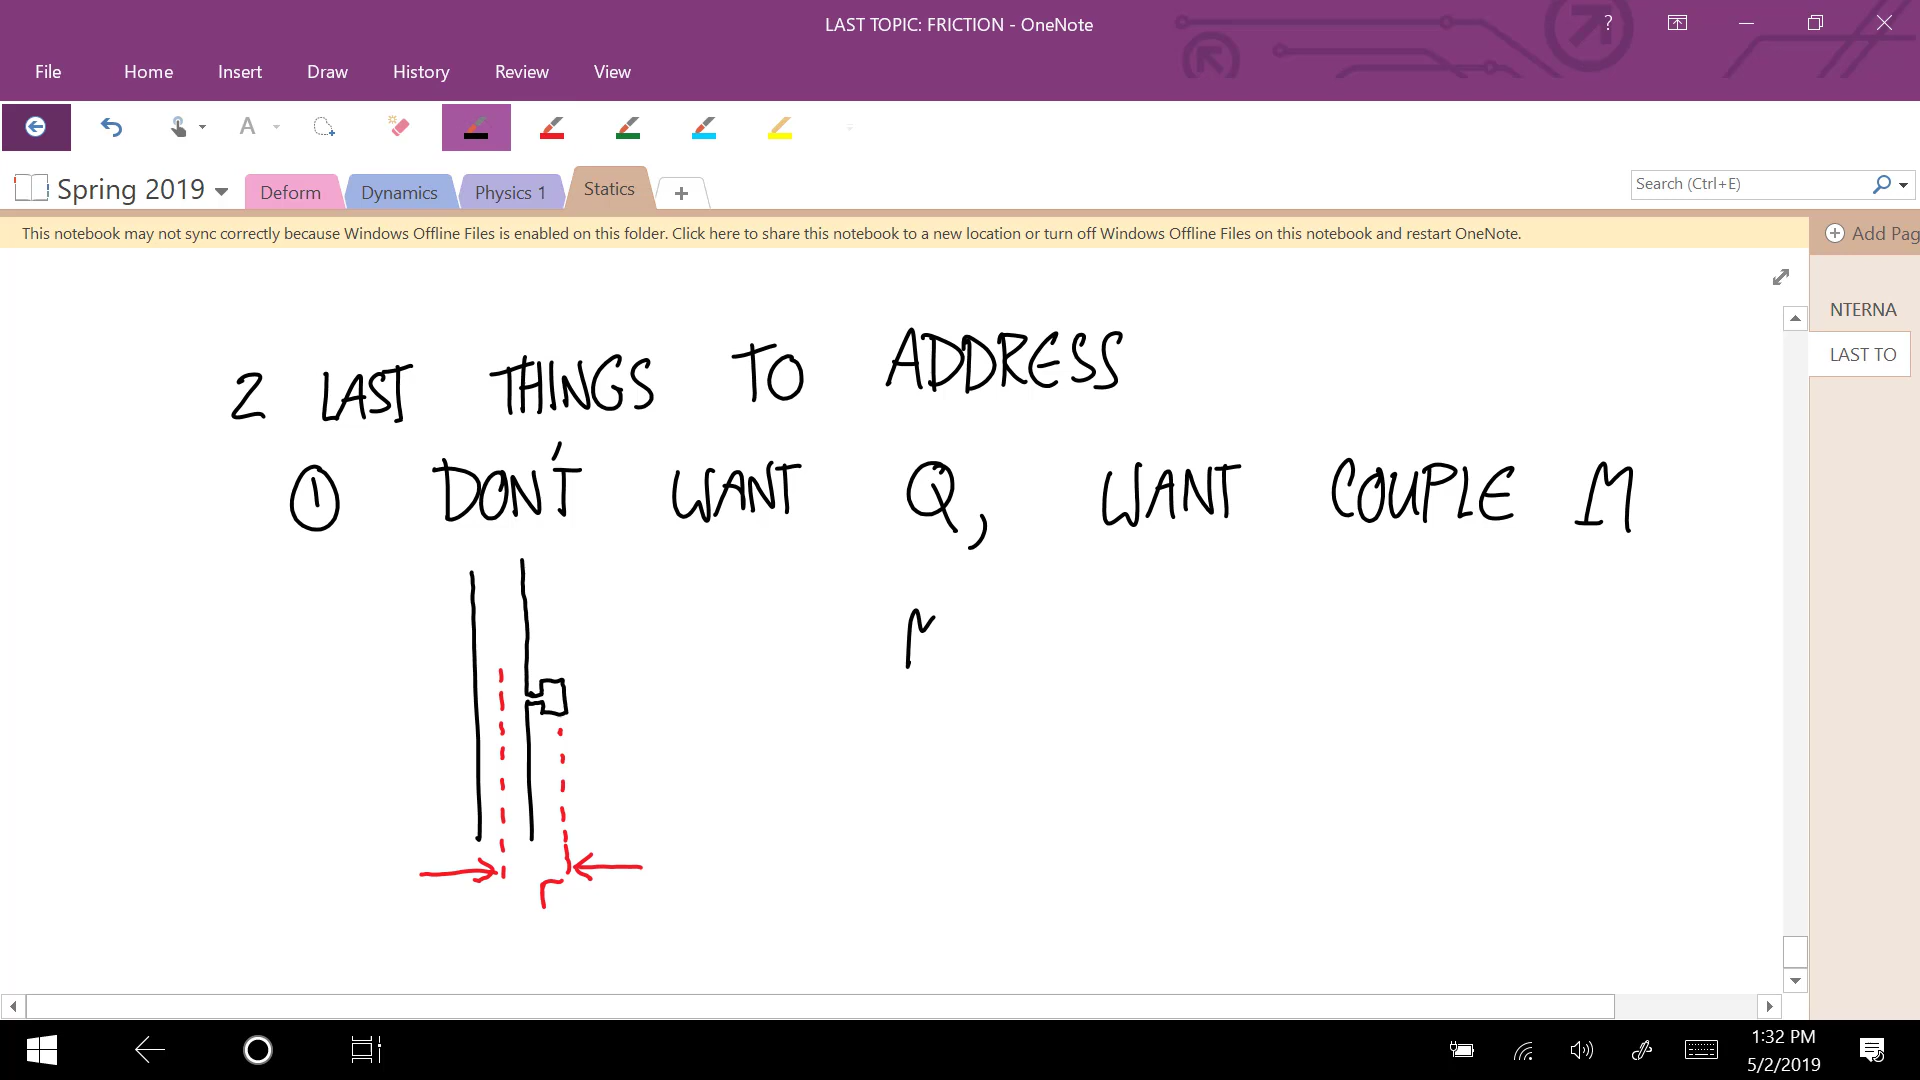 LAST TOPIC: FRICTION - OneNote
?
File Home Insert Draw History Review View
A
Spring 2019 Deform Dynamics Physics 1 Statics + Search (Ctrl+E)
This notebook may not sync correctly because Windows Offline Files is enabled on this folder. Click here to share this notebook to a new location or turn off Windows Offline Files on this notebook and restart OneNote.
Add Pag
NTERNA
LAST TO
2 LAST THINGS TO ADDRESS
① DON'T WANT Q, WANT COUPLE M
r
1:32 PM
5/2/2019